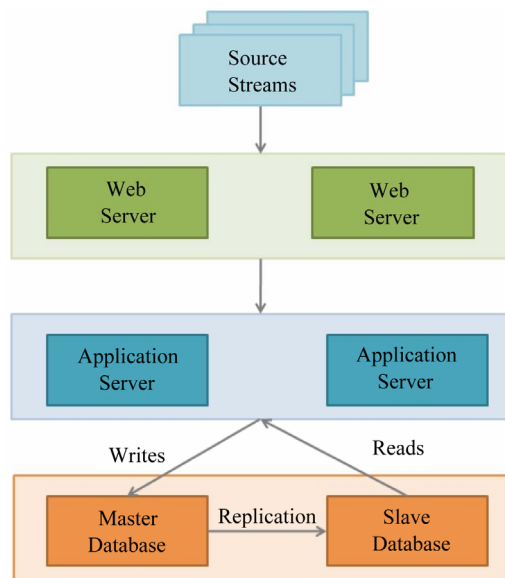 Source
Streams
Web
Server
Web
Server
Application
Server
Application
Server
Writes
Reads
Master
Database
Replication
Slave
Database